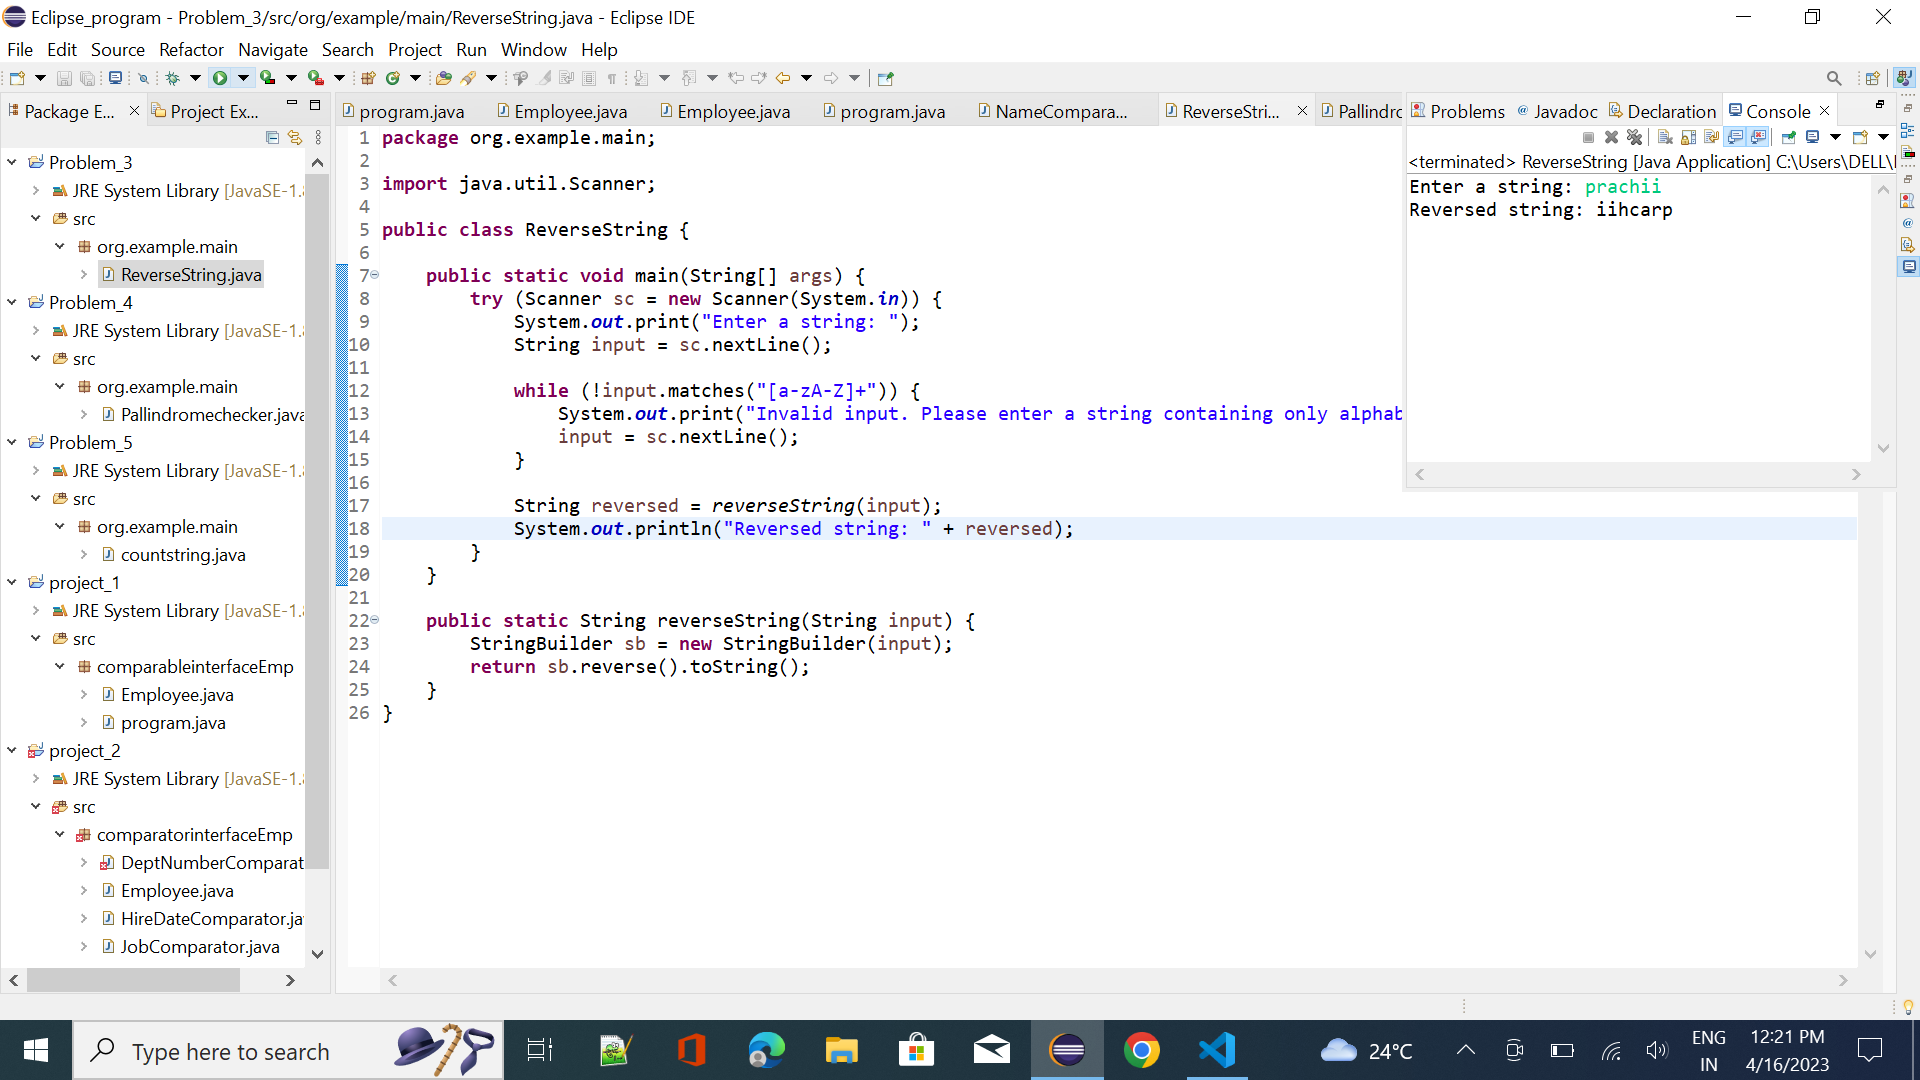 Eclipse_program - Problem_3/src/org/example/main/ReverseString.java - Eclipse IDE
File Edit Source Refactor Navigate Search Project Run Window Help
Package E... Project Ex...
Problem_3
JRE System Library [JavaSE-1.8
src
org.example.main
ReverseString.java
Problem_4
JRE System Library [JavaSE-1.8
src
org.example.main
Pallindromechecker.java
Problem_5
JRE System Library [JavaSE-1.8
src
org.example.main
countstring.java
project_1
JRE System Library [JavaSE-1.8
src
comparableinterfaceEmp
Employee.java
program.java
project_2
JRE System Library [JavaSE-1.8
src
comparatorinterfaceEmp
DeptNumberComparat
Employee.java
HireDateComparator.ja
JobComparator.java
program.java Employee.java Employee.java program.java NameCompara... ReverseStri... Pallindro
1 package org.example.main;
2
3 import java.util.Scanner;
4
5 public class ReverseString {
6
7 public static void main(String[] args) {
8 try (Scanner sc = new Scanner(System.in)) {
9 System.out.print("Enter a string: ");
10 String input = sc.nextLine();
11
12 while (!input.matches("[a-zA-Z]+")) {
13 System.out.print("Invalid input. Please enter a string containing only alphab
14 input = sc.nextLine();
15 }
16
17 String reversed = reverseString(input);
18 System.out.println("Reversed string: " + reversed);
19 }
20 }
21
22 public static String reverseString(String input) {
23 StringBuilder sb = new StringBuilder(input);
24 return sb.reverse().toString();
25 }
26 }
Problems Javadoc Declaration Console
<terminated> ReverseString [Java Application] C:\Users\DELL\
Enter a string: prachii
Reversed string: iihcarp
Type here to search
24°C
ENG
IN
12:21 PM
4/16/2023